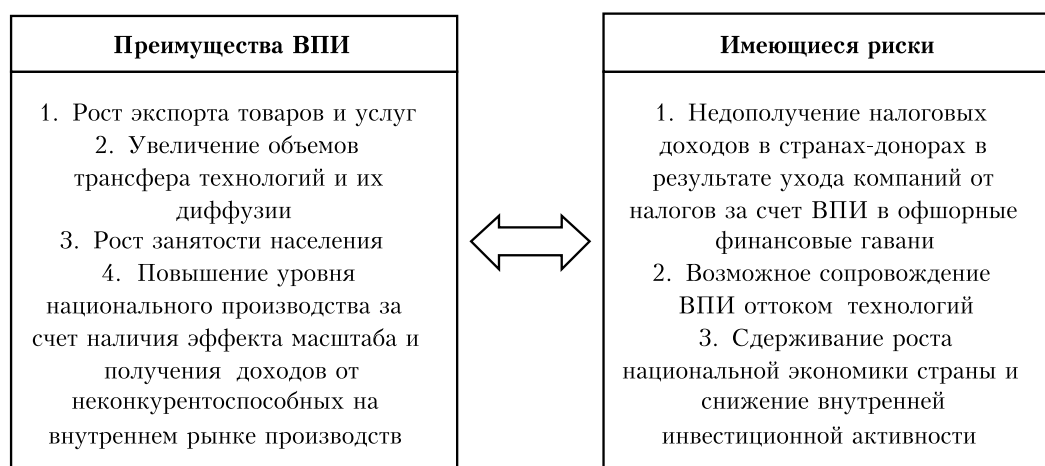 Преимущества ВПИ
1. Рост экспорта товаров и услуг
2. Увеличение объемов
трансфера технологий и их
диффузии
3. Рост занятости населения
4. Повышение уровня
национального производства за
счет наличия эффекта масштаба и
получения доходов от
неконкурентоспособных на
внутреннем рынке производств
Имеющиеся риски
1. Недополучение налоговых
доходов в странах-донорах в
результате ухода компаний от
налогов за счет ВПИ в офшорные
финансовые гавани
2. Возможное сопровождение
ВПИ оттоком технологий
3. Сдерживание роста
национальной экономики страны и
снижение внутренней
инвестиционной активности